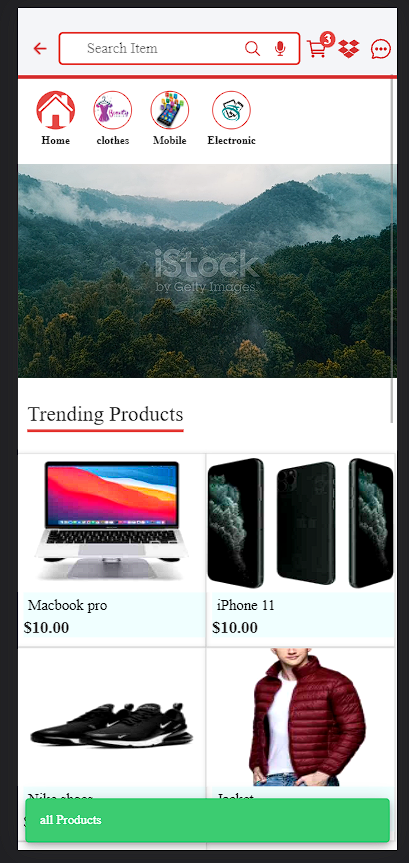 Search Item
3
Home
clothes
Mobile
Electronic
iStock
by Getty Images
Trending Products
Macbook pro
iPhone 11
$10.00
$10.00
Nike shoes
Jacket
all Products